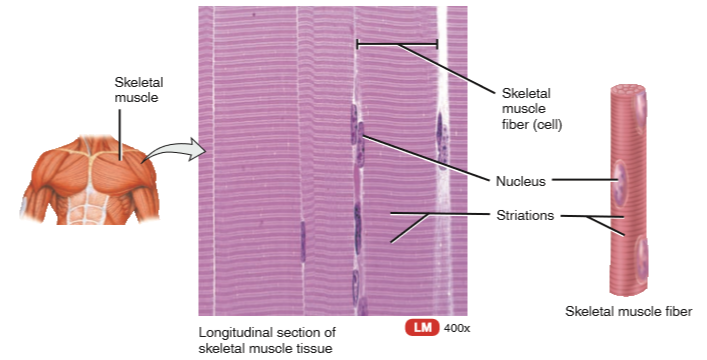 Skeletal
muscle
Skeletal
muscle
fiber (cell)
Nucleus
Striations
Skeletal muscle fiber
LM 400x
Longitudinal section of
skeletal muscle tissue